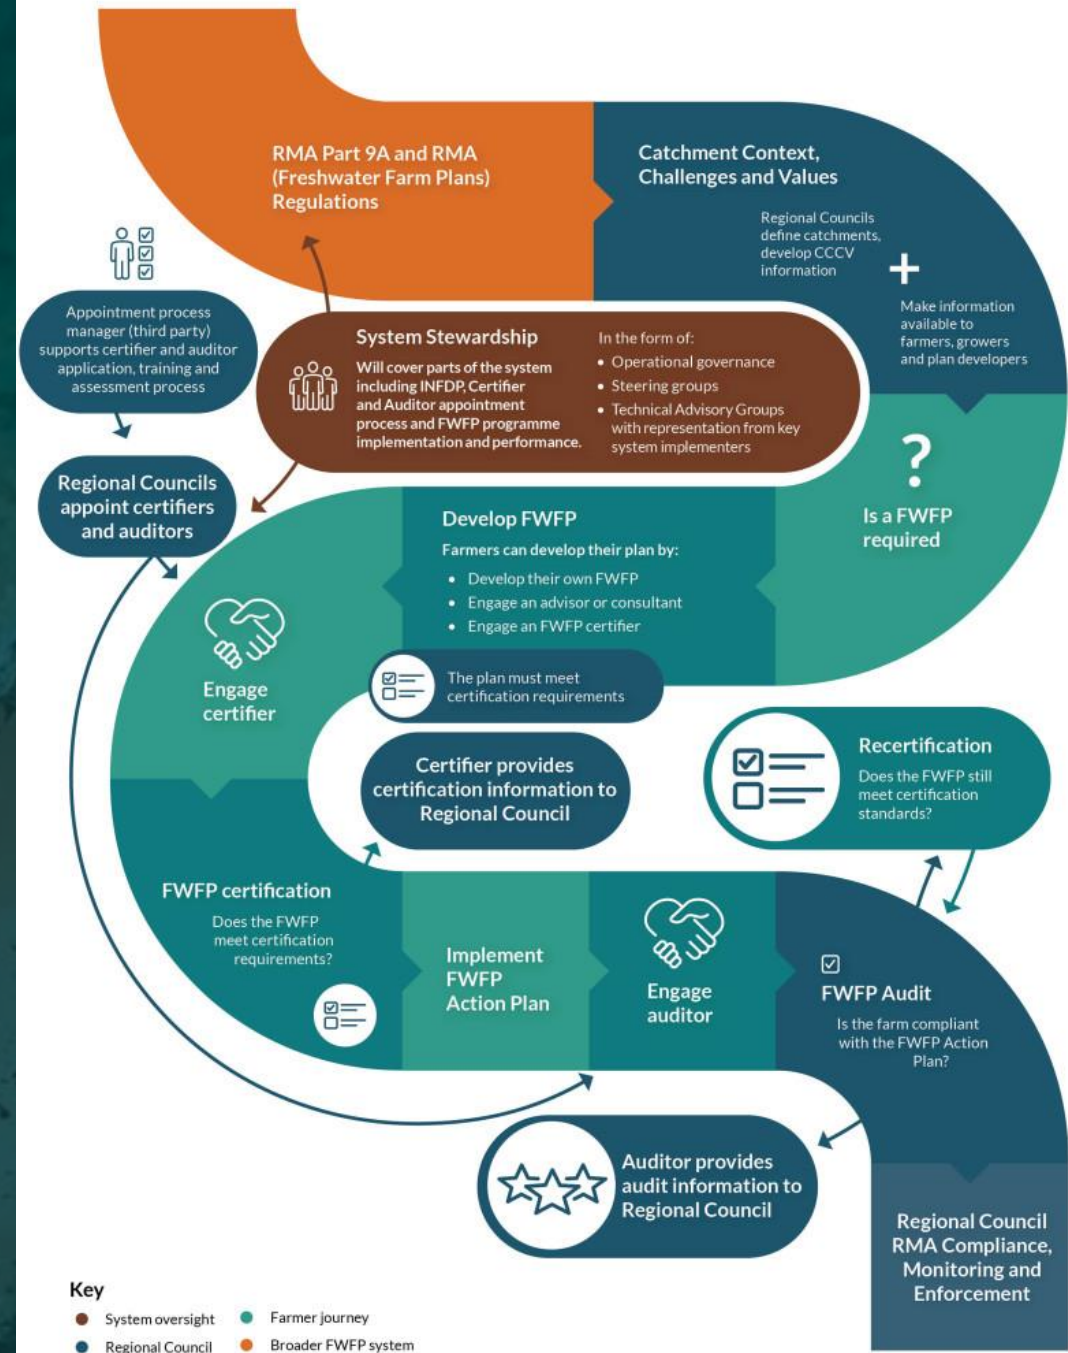 RMA Part 9A and RMA
(Freshwater Farm Plans)
Regulations
Catchment Context,
Challenges and Values
Regional Councils
define catchments,
develop CCCV
information
+
Make information
available to
farmers, growers
and plan developers
Appointment process
manager (third party)
supports certifier and auditor
application, training and
assessment process
System Stewardship
Will cover parts of the system
including INFDP, Certifier
and Auditor appointment
process and FWFP programme
implementation and performance.
In the form of:
• Operational governance
• Steering groups
• Technical Advisory Groups
with representation from key
system implementers
Regional Councils
appoint certifiers
and auditors
?
Is a FWFP
required
Develop FWFP
Farmers can develop their plan by:
• Develop their own FWFP
• Engage an advisor or consultant
• Engage an FWFP certifier
The plan must meet
certification requirements
Engage
certifier
Certifier provides
certification information to
Regional Council
Recertification
Does the FWFP still
meet certification
standards?
FWFP certification
Does the FWFP
meet certification
requirements?
Implement
FWFP
Action Plan
Engage
auditor
FWFP Audit
Is the farm compliant
with the FWFP Action
Plan?
Auditor provides
audit information to
Regional Council
Regional Council
RMA Compliance,
Monitoring and
Enforcement
Key
System oversight
Farmer journey
Regional Council
Broader FWFP system